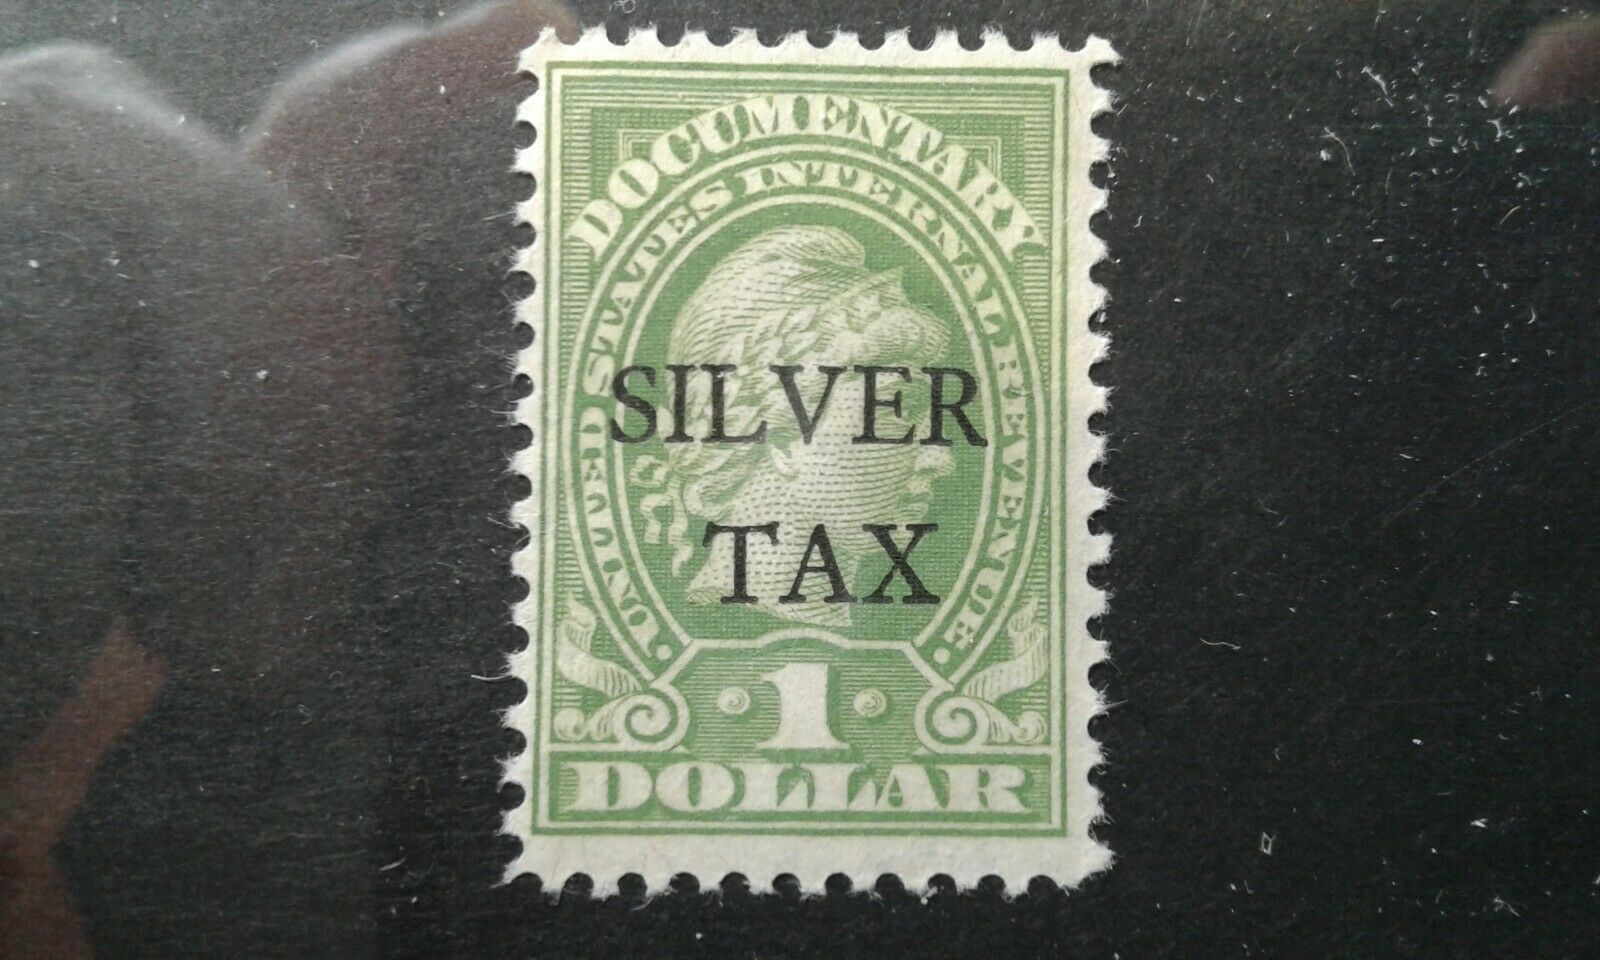 DOCUMENTARY
UNITED STATES INTERNAL REVENUE.
SILVER
TAX
1
DOLLAR